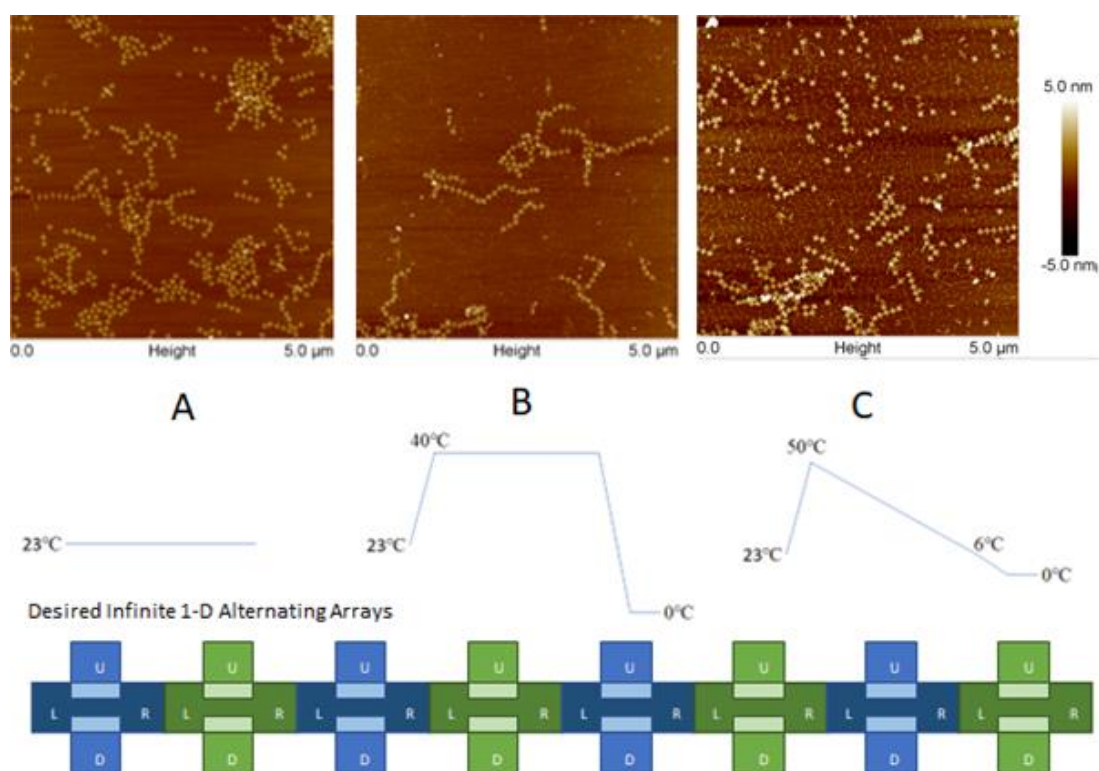 5.0 nm
-5.0 nm
0.0 Height 5.0 µm
0.0 Height 5.0 µm
0.0 Height 5.0 µm
A
B
C
40°C
50°C
23°C
23°C
23°C
6°C
0°C
0°C
Desired Infinite 1-D Alternating Arrays
U U U U U U U U
L R L R L R L R L R L R L R L R
D D D D D D D D